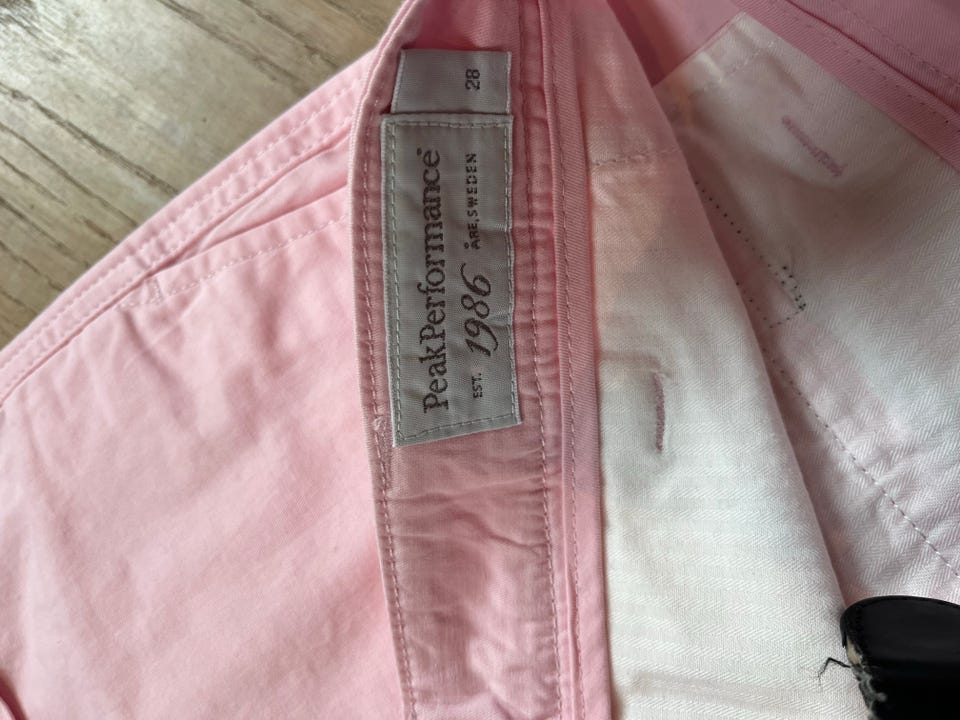 28
PeakPerformance®
EST. 1986 ÅRE, SWEDEN